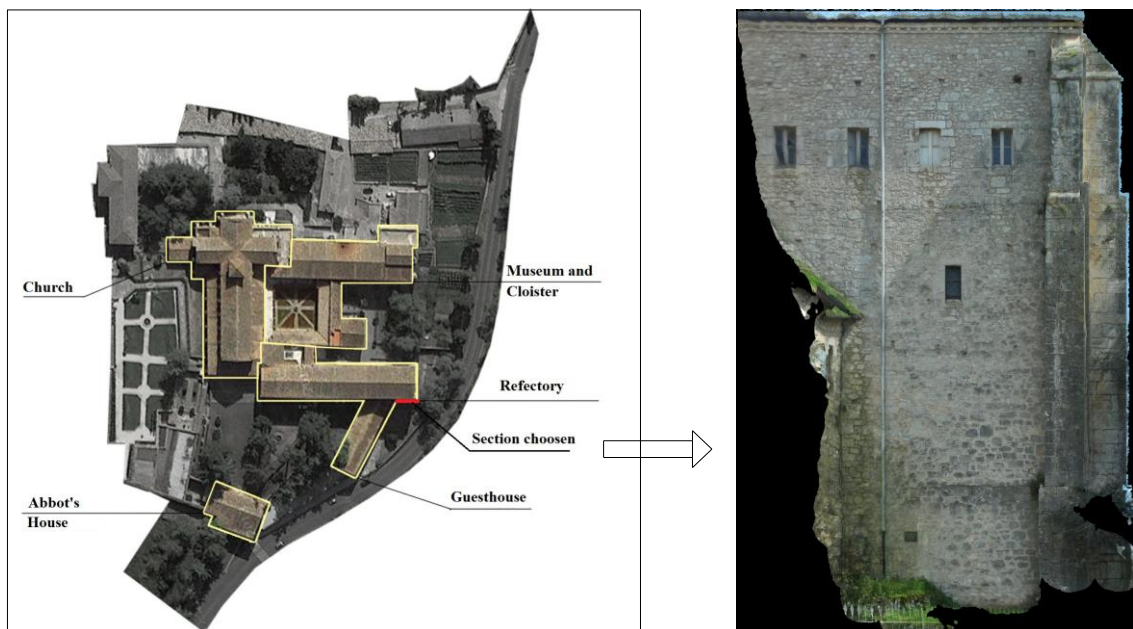 Church
Museum and
Cloister
Refectory
Section choosen
Guesthouse
Abbot's
House